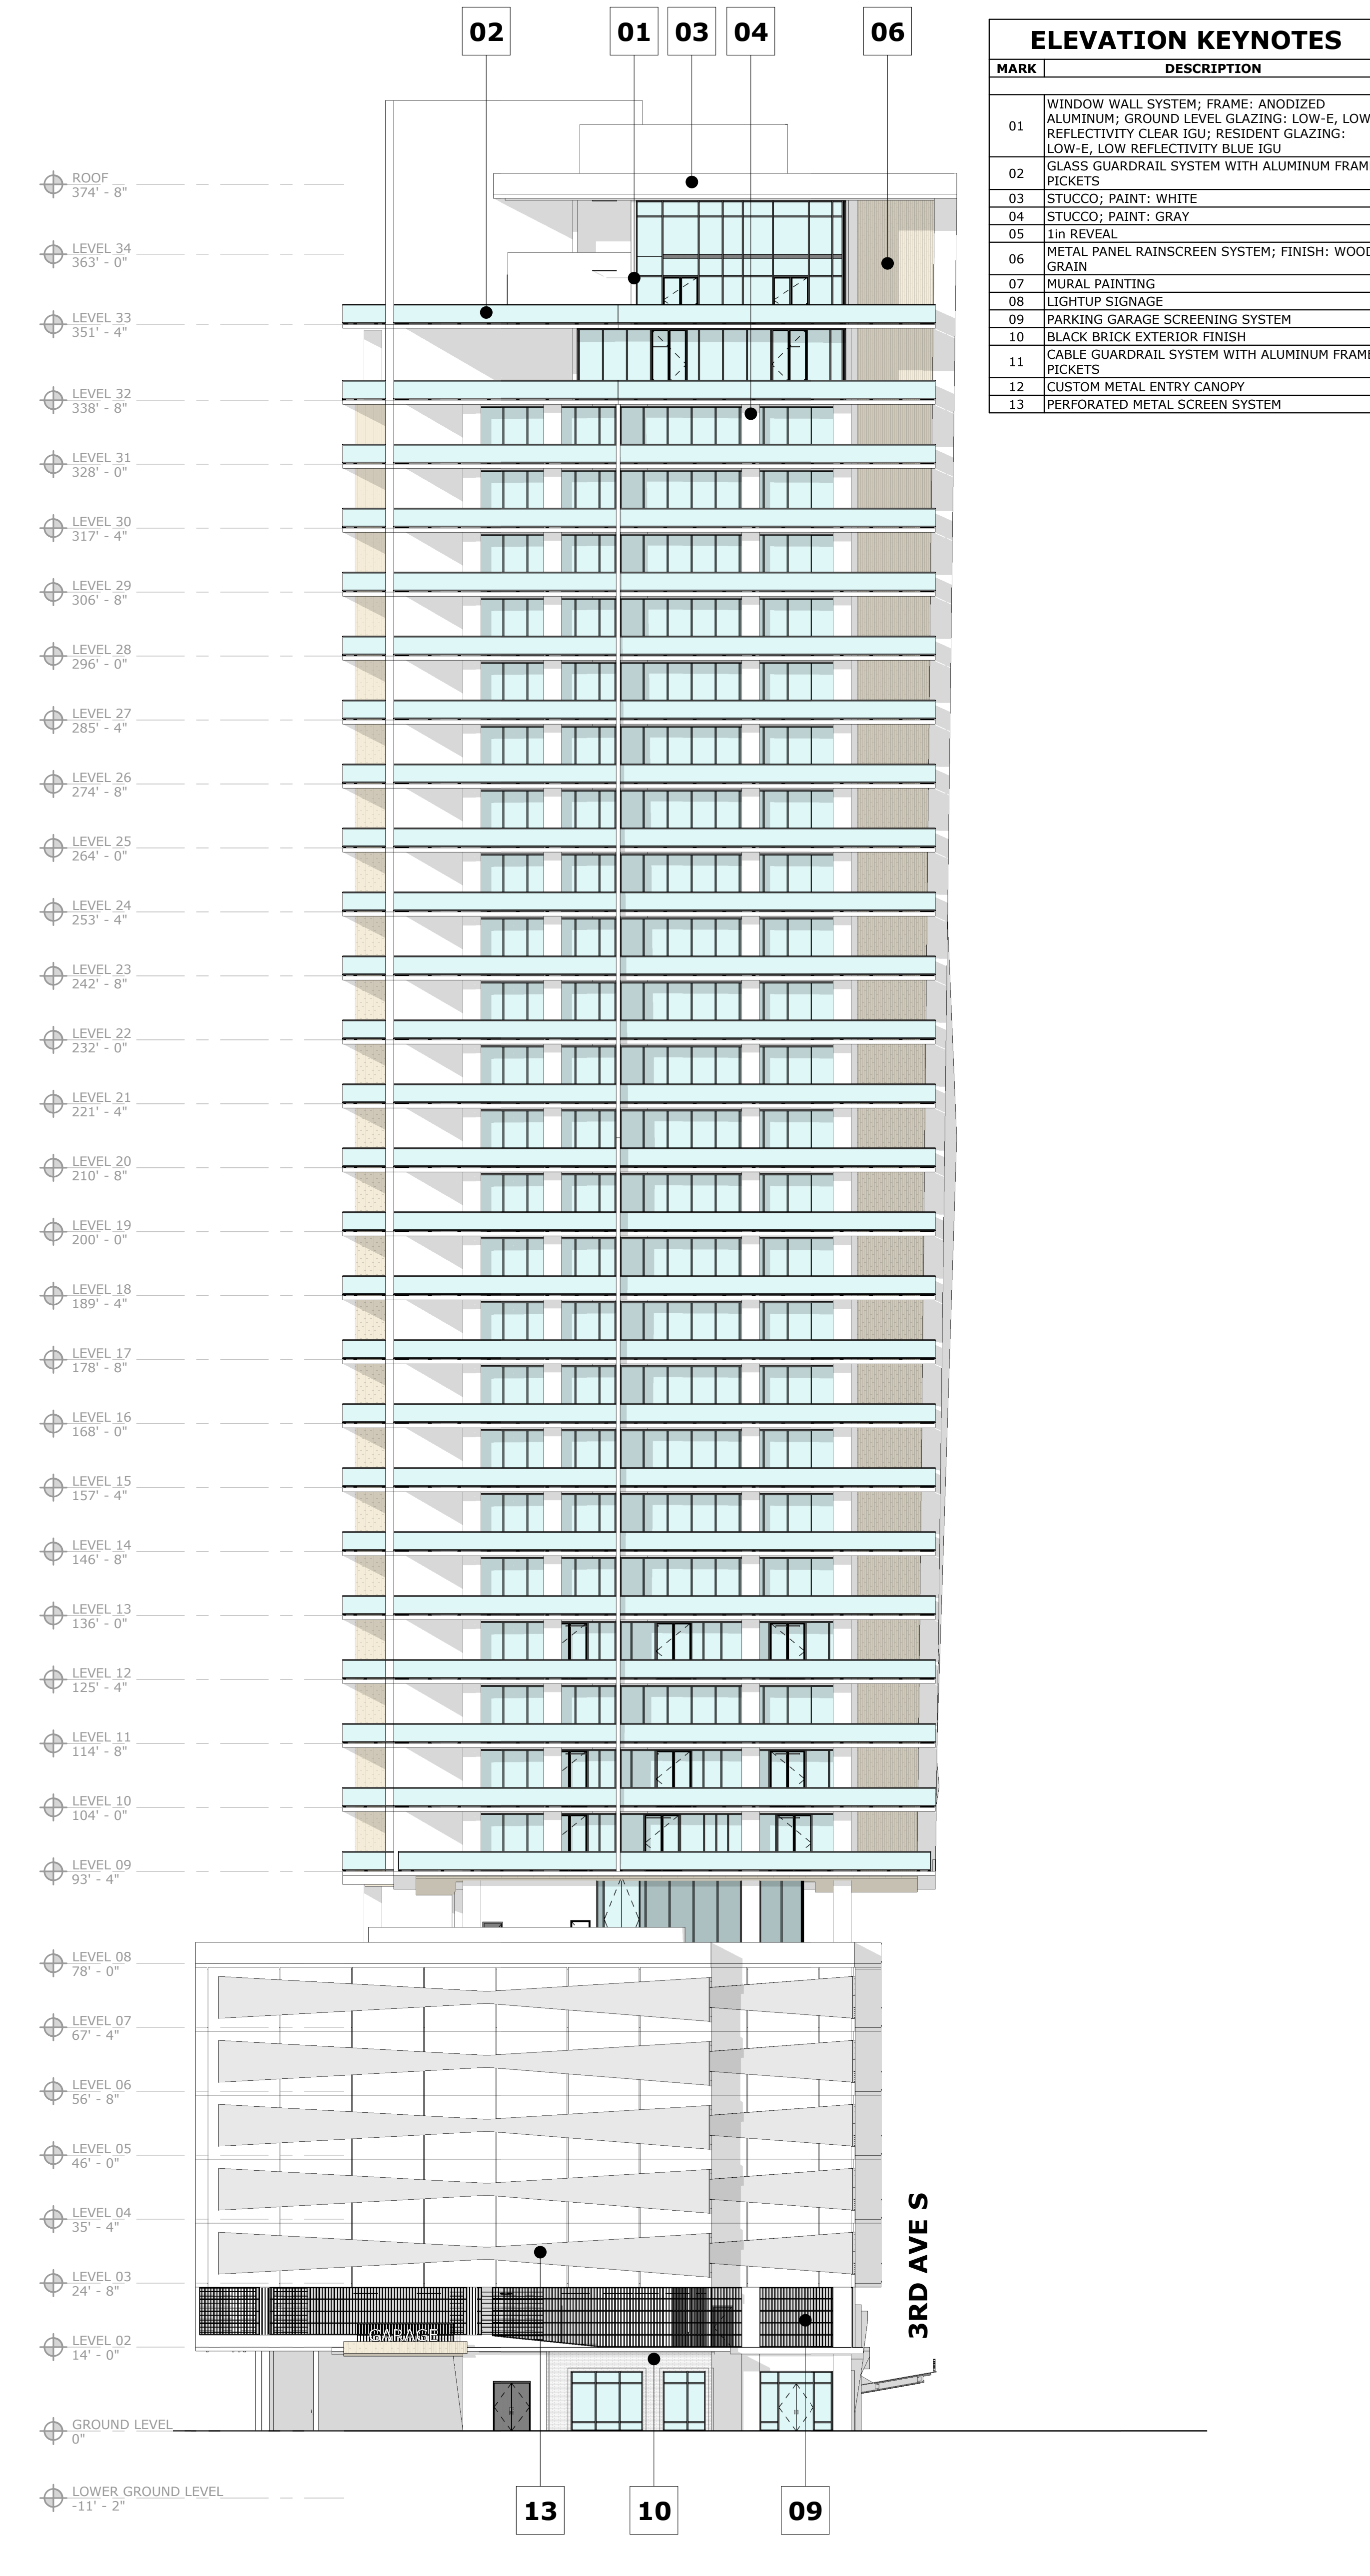 02 01 03 04 06
ELEVATION KEYNOTES
MARK DESCRIPTION
01 WINDOW WALL SYSTEM; FRAME: ANODIZED
ALUMINUM; GROUND LEVEL GLAZING: LOW-E, LOW
REFLECTIVITY CLEAR IGU; RESIDENT GLAZING:
LOW-E, LOW REFLECTIVITY BLUE IGU
02 GLASS GUARDRAIL SYSTEM WITH ALUMINUM FRAM
PICKETS
03 STUCCO; PAINT: WHITE
04 STUCCO; PAINT: GRAY
05 1in REVEAL
06 METAL PANEL RAINSCREEN SYSTEM; FINISH: WOOD
GRAIN
07 MURAL PAINTING
08 LIGHTUP SIGNAGE
09 PARKING GARAGE SCREENING SYSTEM
10 BLACK BRICK EXTERIOR FINISH
11 CABLE GUARDRAIL SYSTEM WITH ALUMINUM FRAME
PICKETS
12 CUSTOM METAL ENTRY CANOPY
13 PERFORATED METAL SCREEN SYSTEM
ROOF
374' - 8"
LEVEL 34
363' - 0"
LEVEL 33
351' - 4"
LEVEL 32
338' - 8"
LEVEL 31
328' - 0"
LEVEL 30
317' - 4"
LEVEL 29
306' - 8"
LEVEL 28
296' - 0"
LEVEL 27
285' - 4"
LEVEL 26
274' - 8"
LEVEL 25
264' - 0"
LEVEL 24
253' - 4"
LEVEL 23
242' - 8"
LEVEL 22
232' - 0"
LEVEL 21
221' - 4"
LEVEL 20
210' - 8"
LEVEL 19
200' - 0"
LEVEL 18
189' - 4"
LEVEL 17
178' - 8"
LEVEL 16
168' - 0"
LEVEL 15
157' - 4"
LEVEL 14
146' - 8"
LEVEL 13
136' - 0"
LEVEL 12
125' - 4"
LEVEL 11
114' - 8"
LEVEL 10
104' - 0"
LEVEL 09
93' - 4"
LEVEL 08
78' - 0"
LEVEL 07
67' - 4"
LEVEL 06
56' - 8"
LEVEL 05
46' - 0"
LEVEL 04
35' - 4"
LEVEL 03
24' - 8"
LEVEL 02
14' - 0"
GROUND LEVEL
0"
LOWER GROUND LEVEL
-11' - 2"
GARAGE
3RD AVE S
13 10 09